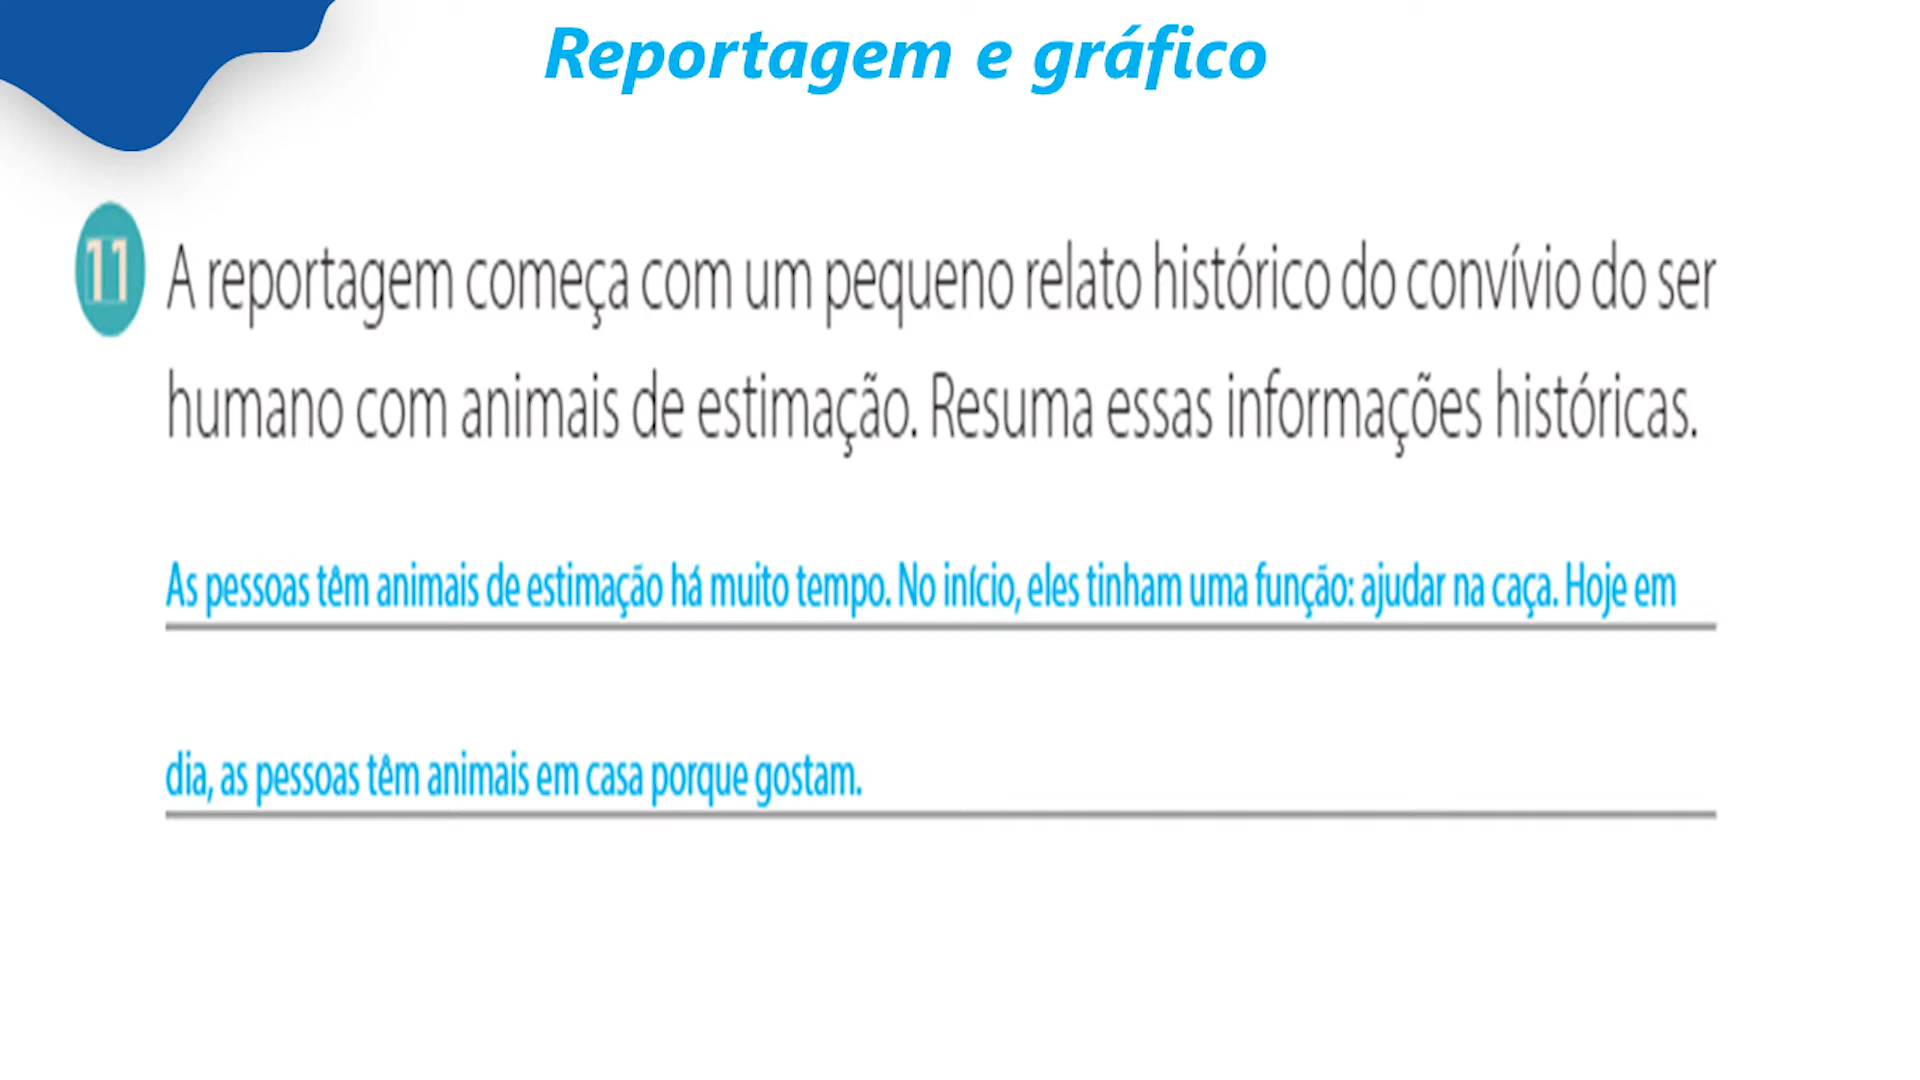 Reportagem e gráfico
11 A reportagem começa com um pequeno relato histórico do convívio do ser
humano com animais de estimação. Resuma essas informações históricas.
As pessoas têm animais de estimação há muito tempo. No início, eles tinham uma função: ajudar na caça. Hoje em
dia, as pessoas têm animais em casa porque gostam.